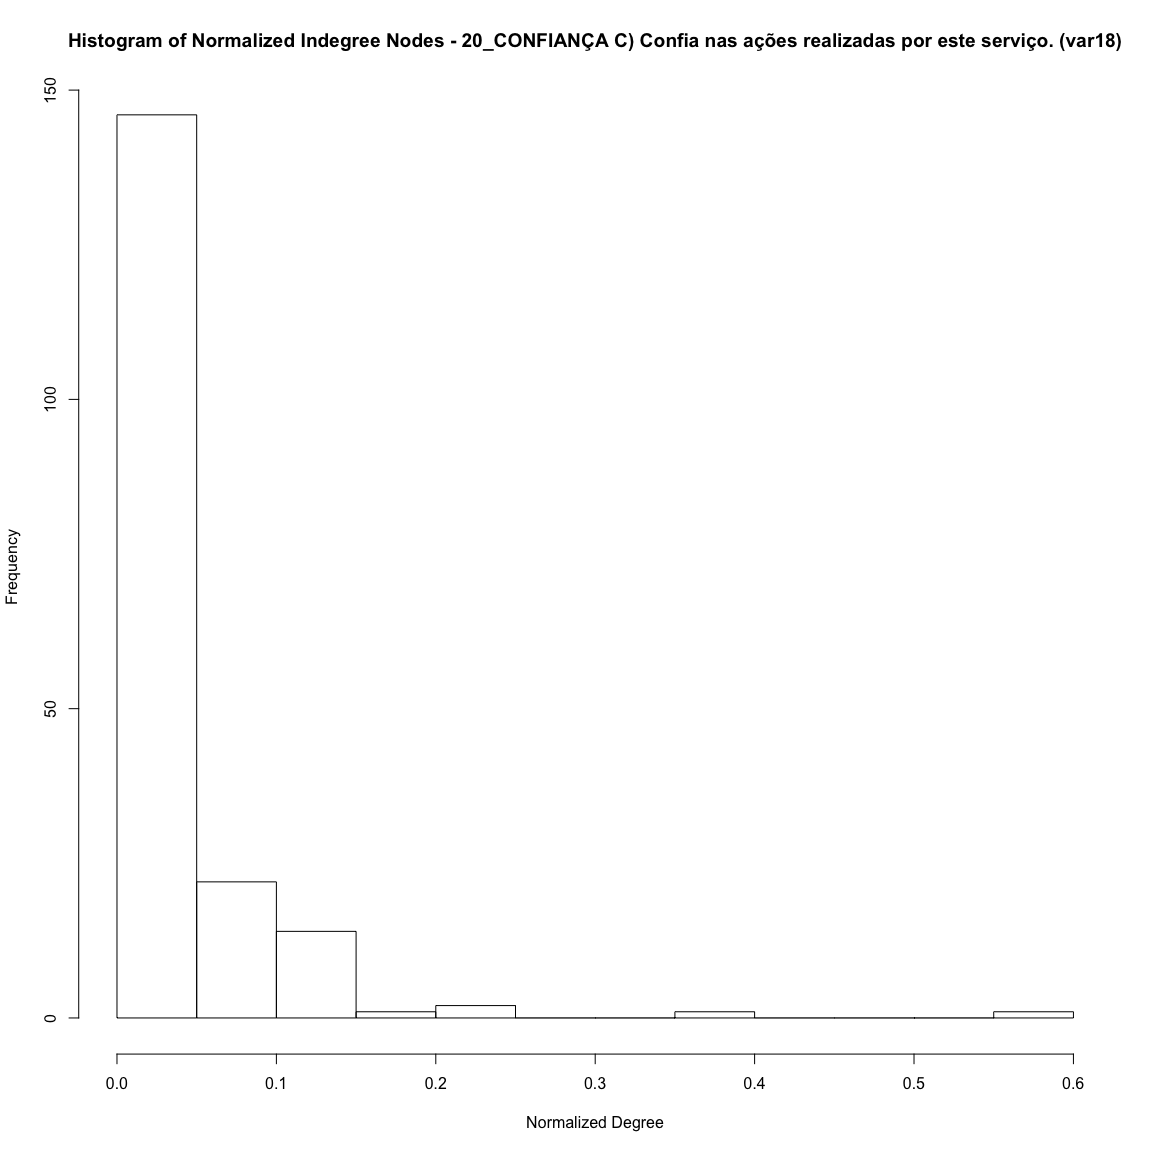 Histogram of Normalized Indegree Nodes - 20_CONFIANÇA C) Confia nas ações realizadas por este serviço. (var18)
150
100
50
0
Frequency
0.0 0.1 0.2 0.3 0.4 0.5 0.6
Normalized Degree